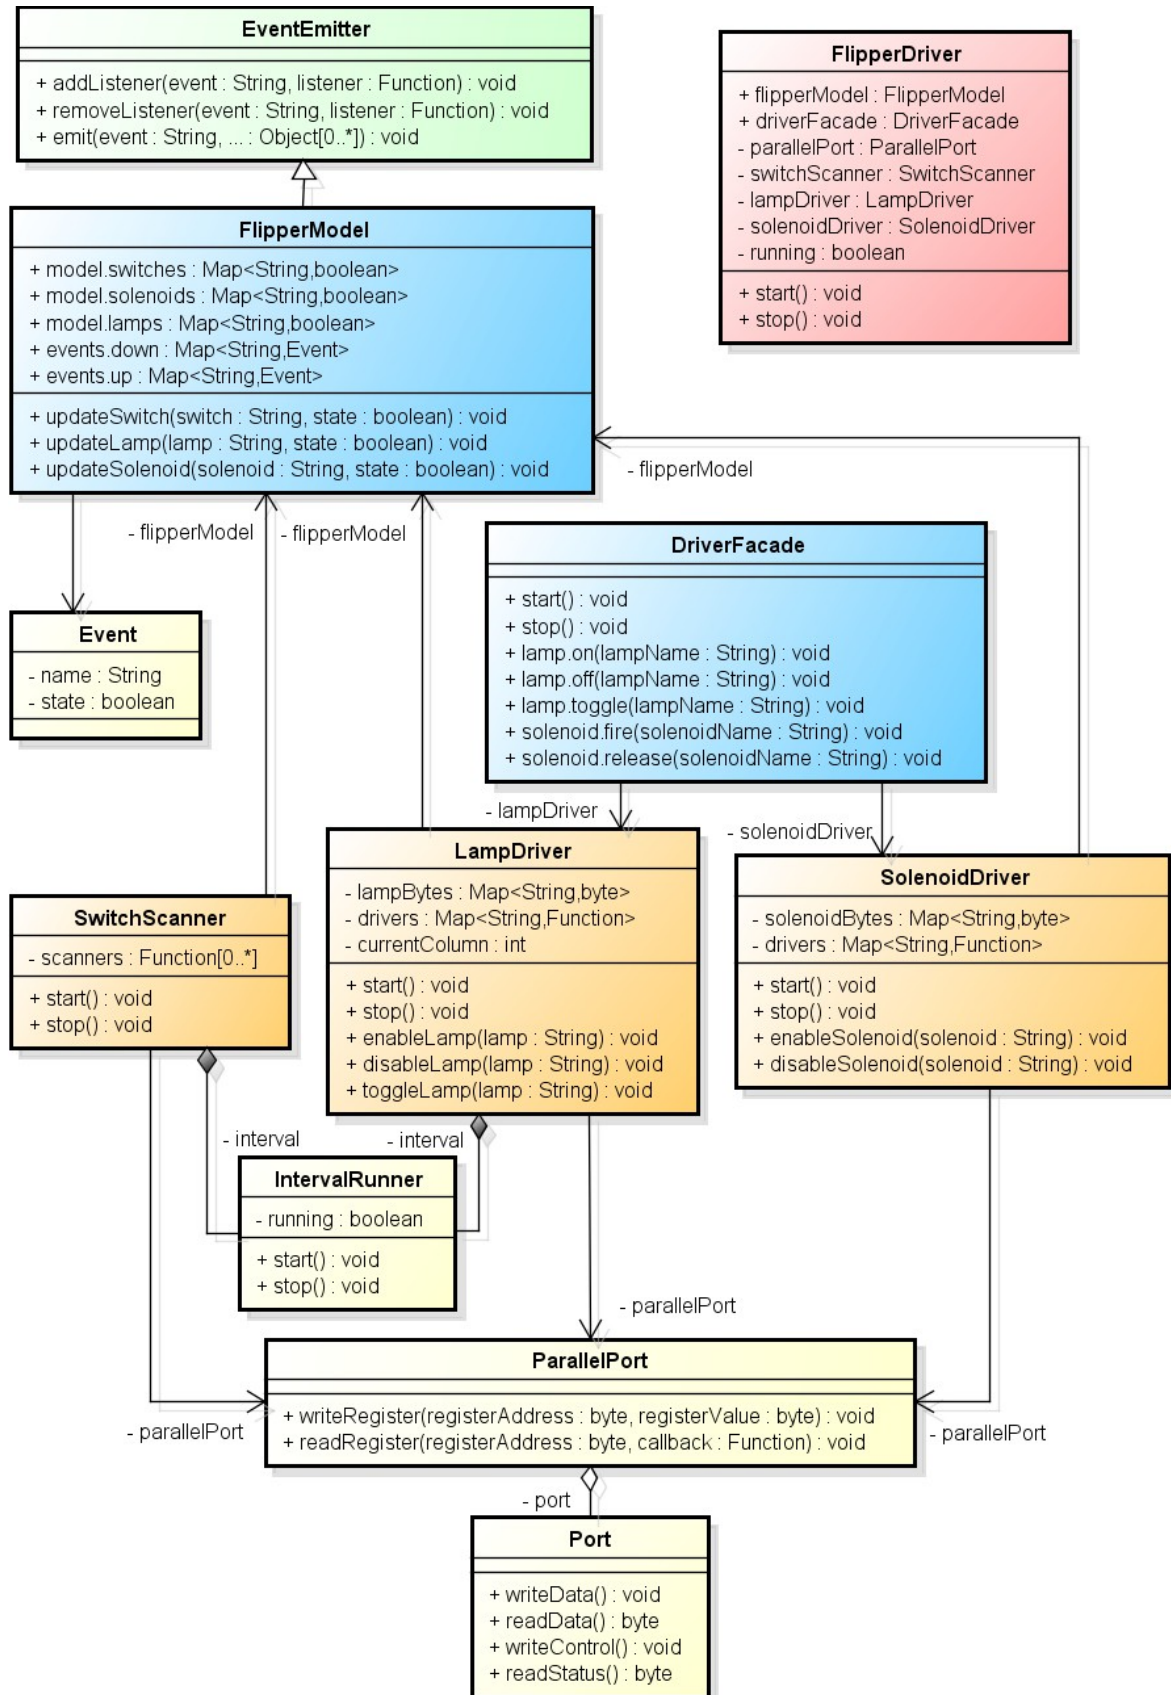 EventEmitter
+ addListener(event : String, listener : Function) : void
+ removeListener(event : String, listener : Function) : void
+ emit(event : String, ... : Object[0..*]) : void
FlipperDriver
+ flipperModel : FlipperModel
+ driverFacade : DriverFacade
- parallelPort : ParallelPort
- switchScanner : SwitchScanner
- lampDriver : LampDriver
- solenoidDriver : SolenoidDriver
- running : boolean
+ start() : void
+ stop() : void
FlipperModel
+ model.switches : Map<String,boolean>
+ model.solenoids : Map<String,boolean>
+ model.lamps : Map<String,boolean>
+ events.down : Map<String,Event>
+ events.up : Map<String,Event>
+ updateSwitch(switch : String, state : boolean) : void
+ updateLamp(lamp : String, state : boolean) : void
+ updateSolenoid(solenoid : String, state : boolean) : void
- flipperModel
- flipperModel
- flipperModel
DriverFacade
+ start() : void
+ stop() : void
+ lamp.on(lampName : String) : void
+ lamp.off(lampName : String) : void
+ lamp.toggle(lampName : String) : void
+ solenoid.fire(solenoidName : String) : void
+ solenoid.release(solenoidName : String) : void
Event
- name : String
- state : boolean
- lampDriver
- solenoidDriver
LampDriver
- lampBytes : Map<String,byte>
- drivers : Map<String,Function>
- currentColumn : int
+ start() : void
+ stop() : void
+ enableLamp(lamp : String) : void
+ disableLamp(lamp : String) : void
+ toggleLamp(lamp : String) : void
SolenoidDriver
- solenoidBytes : Map<String,byte>
- drivers : Map<String,Function>
+ start() : void
+ stop() : void
+ enableSolenoid(solenoid : String) : void
+ disableSolenoid(solenoid : String) : void
SwitchScanner
- scanners : Function[0..*]
+ start() : void
+ stop() : void
- interval
- interval
IntervalRunner
- running : boolean
+ start() : void
+ stop() : void
- parallelPort
ParallelPort
+ writeRegister(registerAddress : byte, registerValue : byte) : void
+ readRegister(registerAddress : byte, callback : Function) : void
- parallelPort
- parallelPort
- port
Port
+ writeData() : void
+ readData() : byte
+ writeControl() : void
+ readStatus() : byte